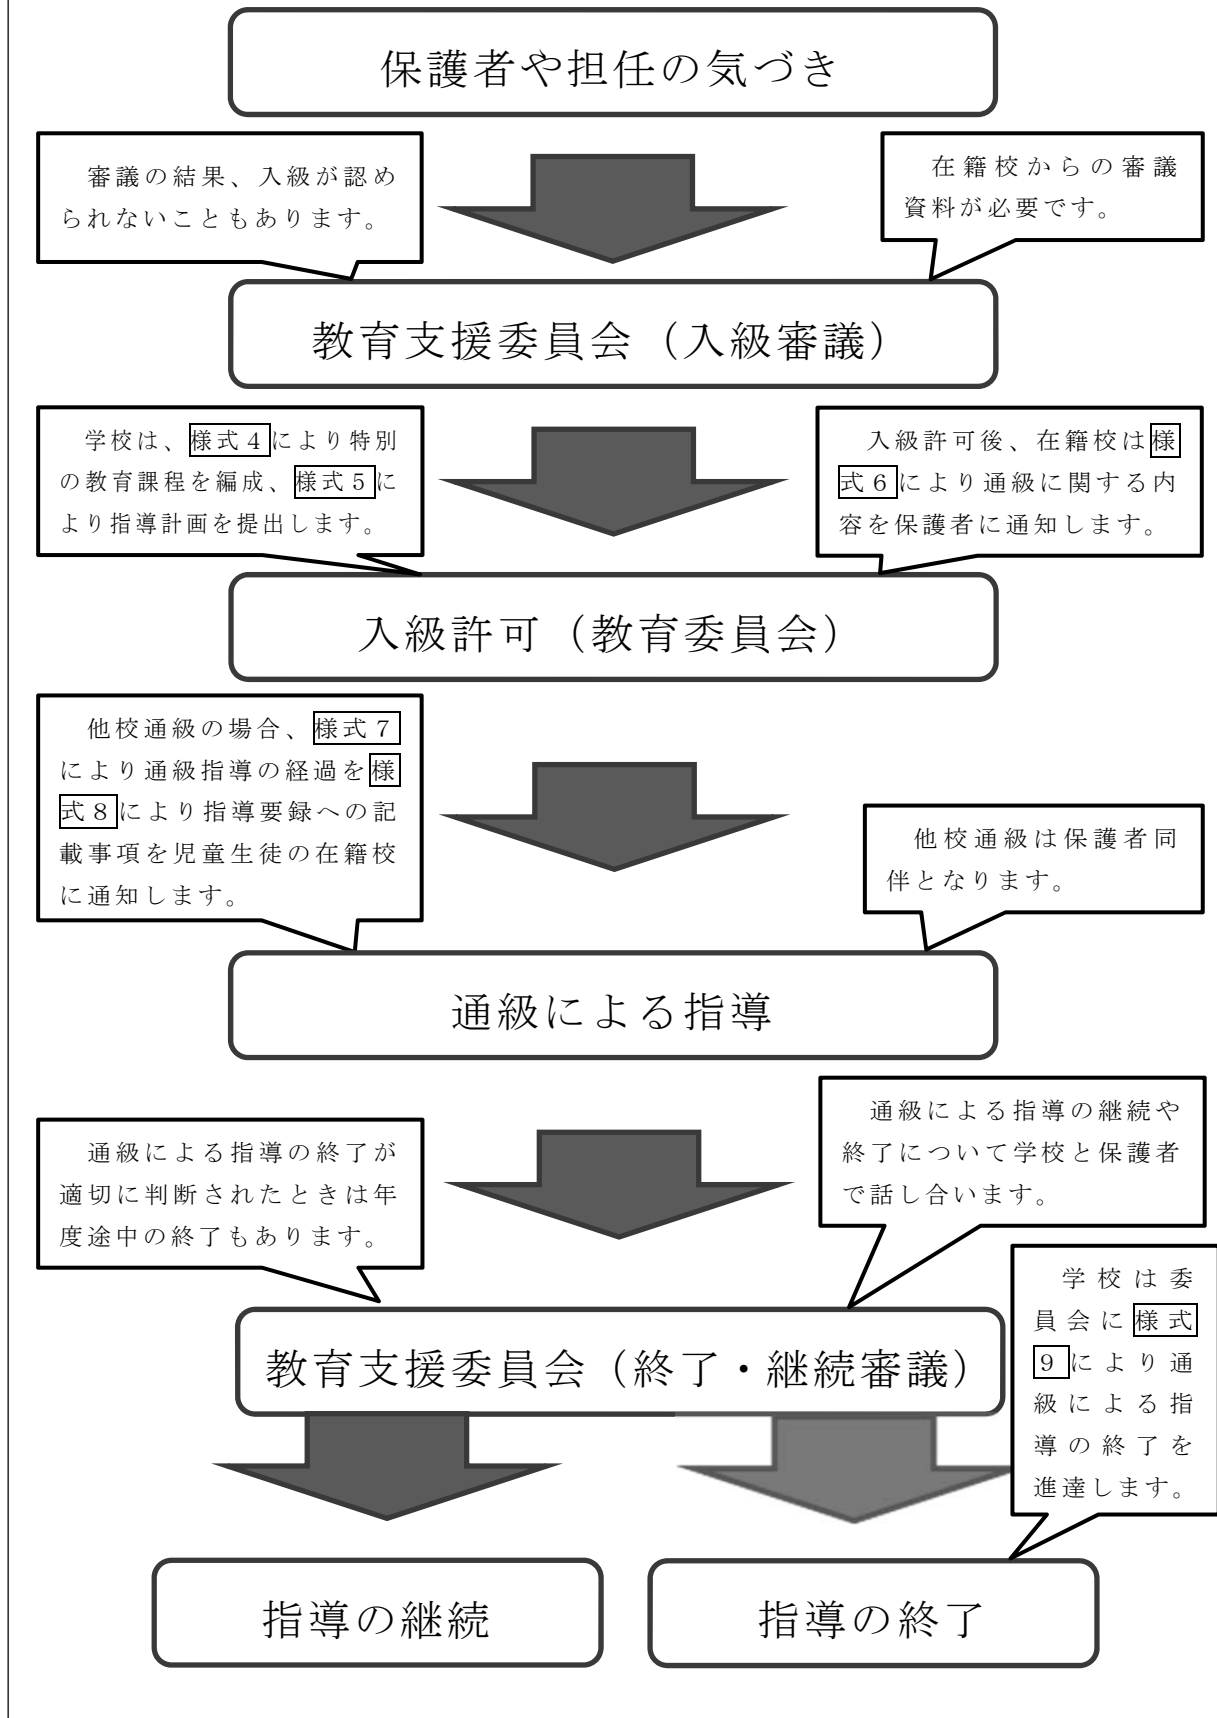 保護者や担任の気づき
審議の結果、入級が認め
られないこともあります。
在籍校からの審議
資料が必要です。
教育支援委員会（入級審議）
学校は、様式４により特別
の教育課程を編成、様式５に
より指導計画を提出します。
入級許可後、在籍校は様
式６により通級に関する内
容を保護者に通知します。
入級許可（教育委員会）
他校通級の場合、様式７
により通級指導の経過を様
式８により指導要録への記
載事項を児童生徒の在籍校
に通知します。
他校通級は保護者同
伴となります。
通級による指導
通級による指導の終了が
適切に判断されたときは年
度途中の終了もあります。
通級による指導の継続や
終了について学校と保護者
で話し合います。
教育支援委員会（終了・継続審議）
学校は委
員会に様式
９により通
級による指
導の終了を
進達します。
指導の継続
指導の終了